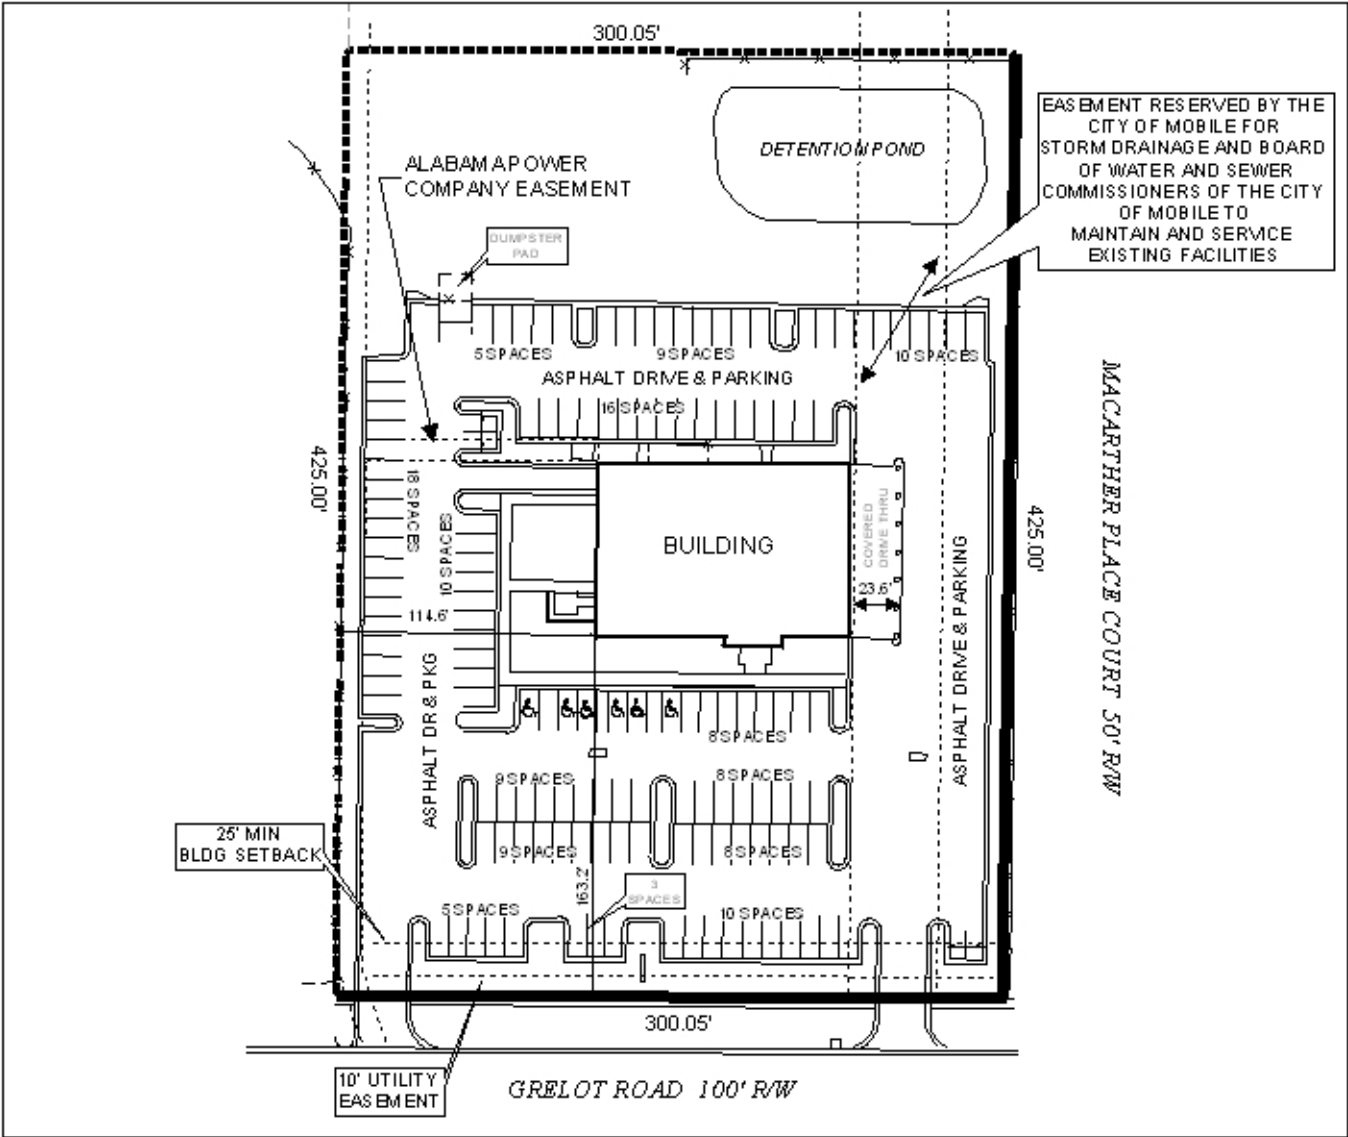 300.05'
EASEMENT RESERVED BY THE
CITY OF MOBILE FOR
STORM DRAINAGE AND BOARD
OF WATER AND SEWER
COMMISSIONERS OF THE CITY
OF MOBILE TO
MAINTAIN AND SERVICE
EXISTING FACILITIES
DETENTION POND
ALABAMA POWER
COMPANY EASEMENT
DUMPSTER
PAD
5 SPACES
9 SPACES
10 SPACES
ASPHALT DRIVE & PARKING
16 SPACES
MACARTHER PLACE COURT 50' R/W
425.00'
18 SPACES
10 SPACES
BUILDING
COVERED
DRIVE THRU
23.6'
425.00'
114.6'
ASPHALT DRIVE & PARKING
ASPHALT DR & PKG
8 SPACES
9 SPACES
8 SPACES
25' MIN
BLDG SETBACK
9 SPACES
8 SPACES
163.2'
3
SPACES
5 SPACES
10 SPACES
300.05'
10' UTILITY
EASEMENT
GRELOT ROAD 100' R/W